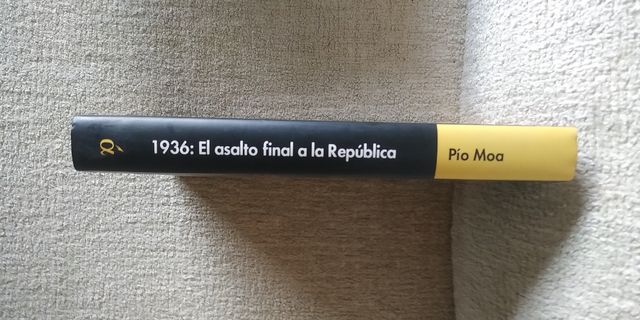 á
1936: El asalto final a la República
Pío Moa